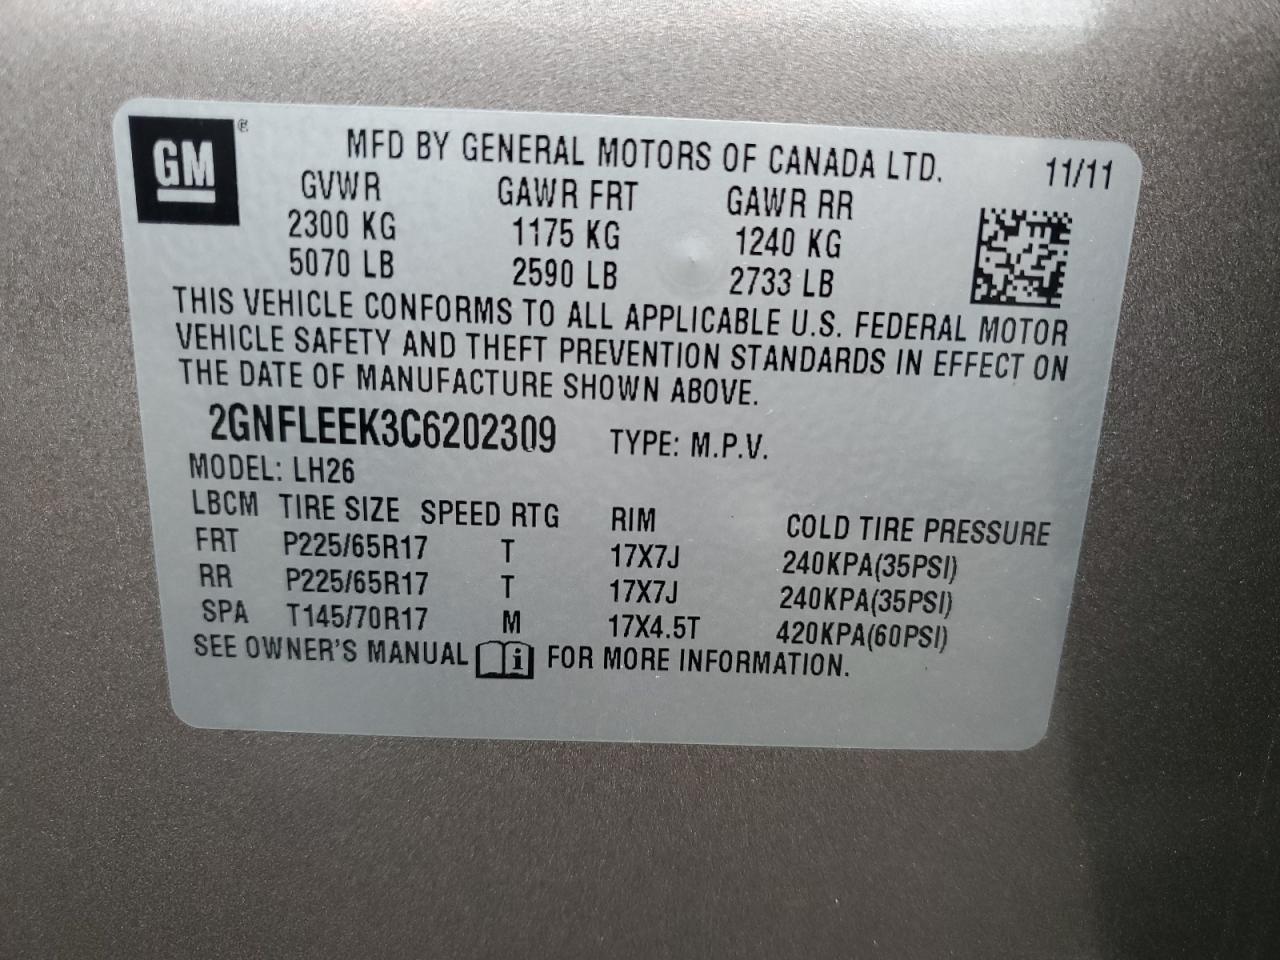 GM ©
MFD BY GENERAL MOTORS OF CANADA LTD. 11/11
GVWR GAWR FRT GAWR RR
2300 KG 1175 KG 1240 KG
5070 LB 2590 LB 2733 LB
THIS VEHICLE CONFORMS TO ALL APPLICABLE U.S. FEDERAL MOTOR
VEHICLE SAFETY AND THEFT PREVENTION STANDARDS IN EFFECT ON
THE DATE OF MANUFACTURE SHOWN ABOVE.
2GNFLEEK3C6202309 TYPE: M.P.V.
MODEL: LH26
LBCM TIRE SIZE SPEED RTG RIM COLD TIRE PRESSURE
FRT P225/65R17 T 17X7J 240KPA(35PSI)
RR P225/65R17 T 17X7J 240KPA(35PSI)
SPA T145/70R17 M 17X4.5T 420KPA(60PSI)
SEE OWNER'S MANUAL i FOR MORE INFORMATION.